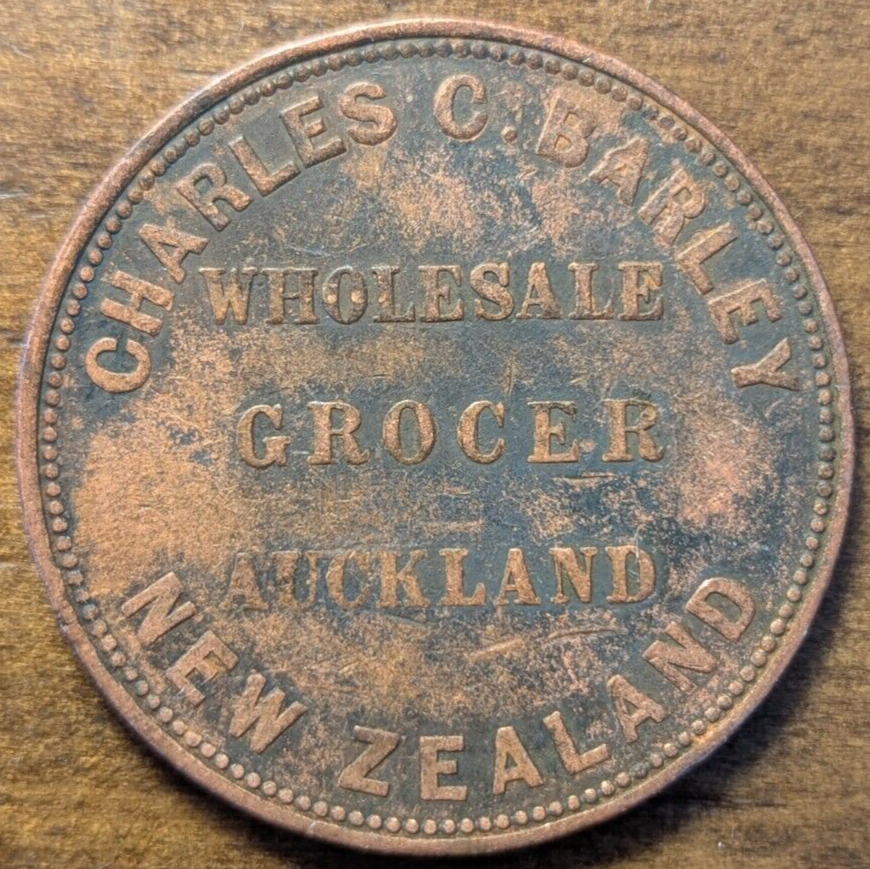 CHARLES C. BARLEY
WHOLESALE
GROCER
AUCKLAND
NEW ZEALAND